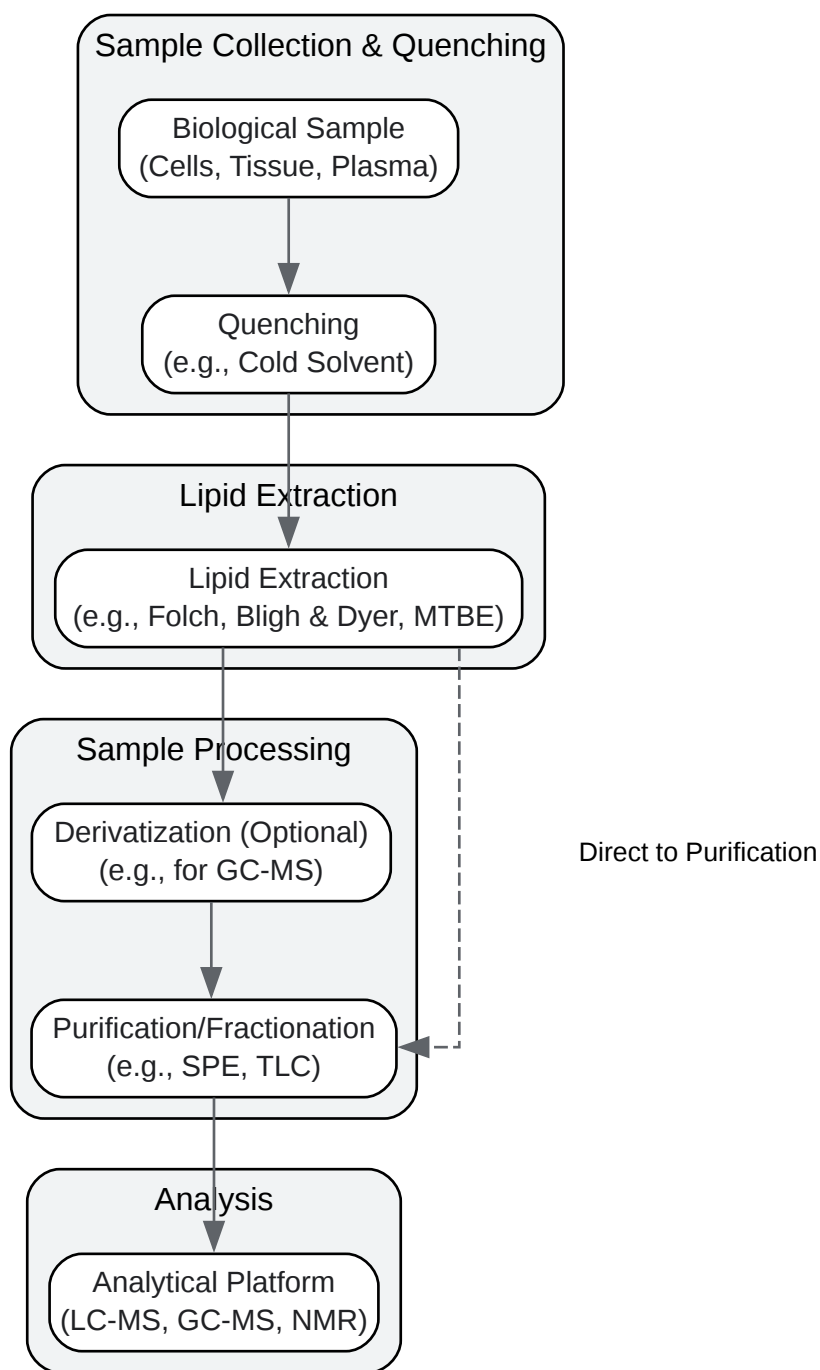 Sample Collection & Quenching
Biological Sample
(Cells, Tissue, Plasma)
Quenching
(e.g., Cold Solvent)
Lipid Extraction
Lipid Extraction
(e.g., Folch, Bligh & Dyer, MTBE)
Sample Processing
Derivatization (Optional)
(e.g., for GC-MS)
Direct to Purification
Purification/Fractionation
(e.g., SPE, TLC)
Analysis
Analytical Platform
(LC-MS, GC-MS, NMR)